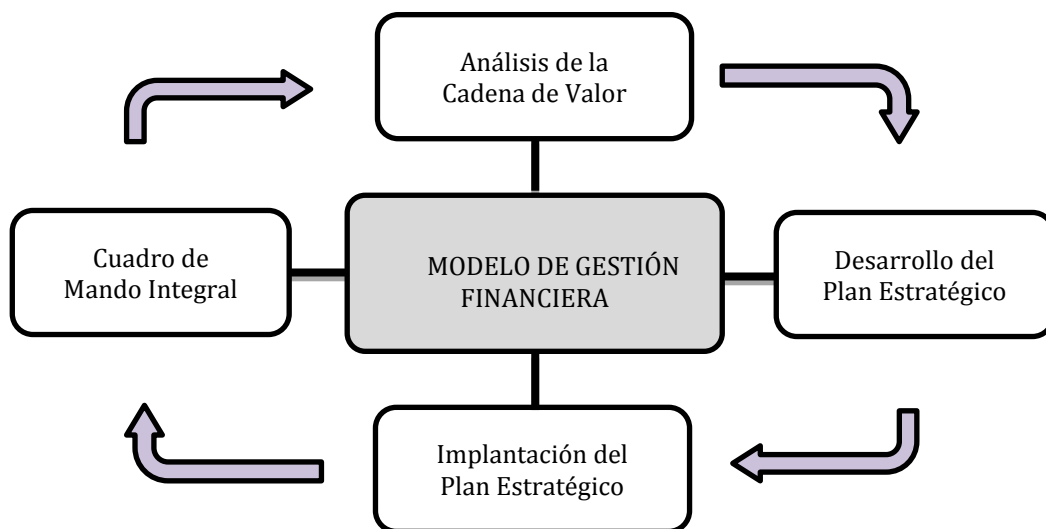 Análisis de la
Cadena de Valor
Cuadro de
Mando Integral
MODELO DE GESTIÓN
FINANCIERA
Desarrollo del
Plan Estratégico
Implantación del
Plan Estratégico